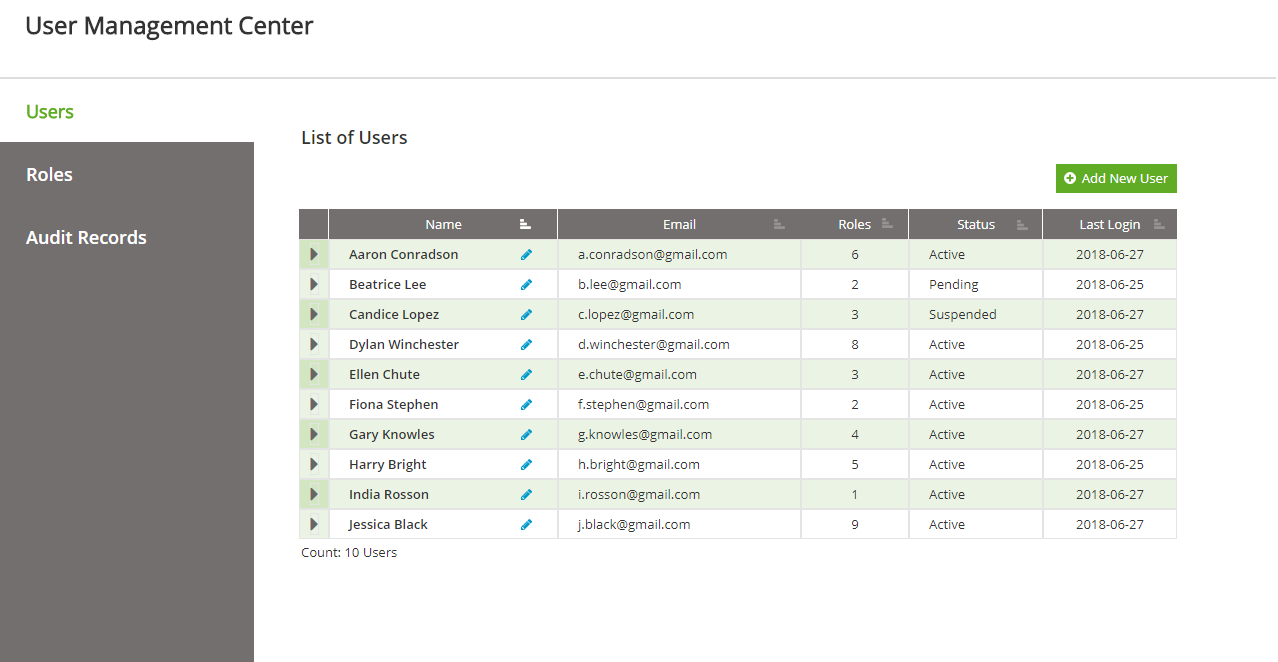 User Management Center
Users
Roles
Audit Records
List of Users
Add New User
Name Email Roles Status Last Login
Aaron Conradson a.conradson@gmail.com 6 Active 2018-06-27
Beatrice Lee b.lee@gmail.com 2 Pending 2018-06-25
Candice Lopez c.lopez@gmail.com 3 Suspended 2018-06-27
Dylan Winchester d.winchester@gmail.com 8 Active 2018-06-25
Ellen Chute e.chute@gmail.com 3 Active 2018-06-27
Fiona Stephen f.stephen@gmail.com 2 Active 2018-06-25
Gary Knowles g.knowles@gmail.com 4 Active 2018-06-27
Harry Bright h.bright@gmail.com 5 Active 2018-06-25
India Rosson i.rosson@gmail.com 1 Active 2018-06-27
Jessica Black j.black@gmail.com 9 Active 2018-06-27
Count: 10 Users